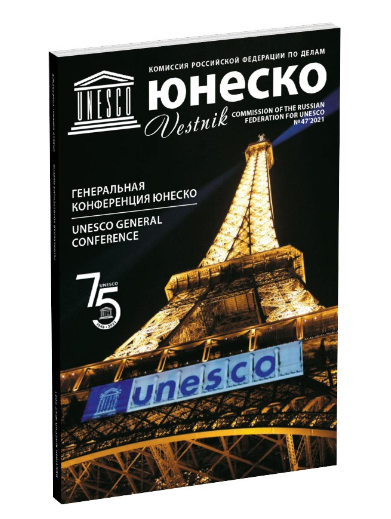 КОМИССИЯ РОССИЙСКОЙ ФЕДЕРАЦИИ ПО ДЕЛАМ
UNESCO
ЮНЕСКО
Vestnik
COMMISSION OF THE RUSSIAN
FEDERATION FOR UNESCO
№47'2021
ГЕНЕРАЛЬНАЯ
КОНФЕРЕНЦИЯ ЮНЕСКО
UNESCO GENERAL
CONFERENCE
UNESCO
75
unesco